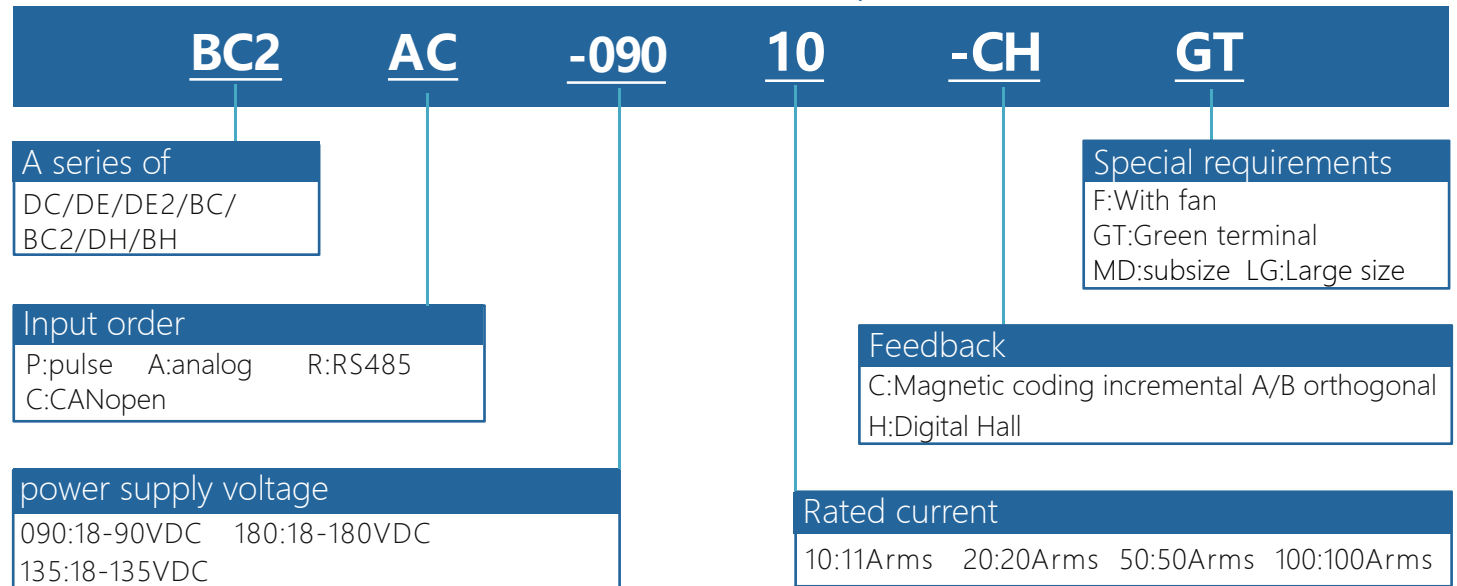 BC2 AC -090 10 -CH GT
A series of
DC/DE/DE2/BC/
BC2/DH/BH
Special requirements
F:With fan
GT:Green terminal
MD:subsize LG:Large size
Input order
P:pulse A:analog R:RS485
C:CANopen
Feedback
C:Magnetic coding incremental A/B orthogonal
H:Digital Hall
power supply voltage
090:18-90VDC 180:18-180VDC
135:18-135VDC
Rated current
10:11Arms 20:20Arms 50:50Arms 100:100Arms